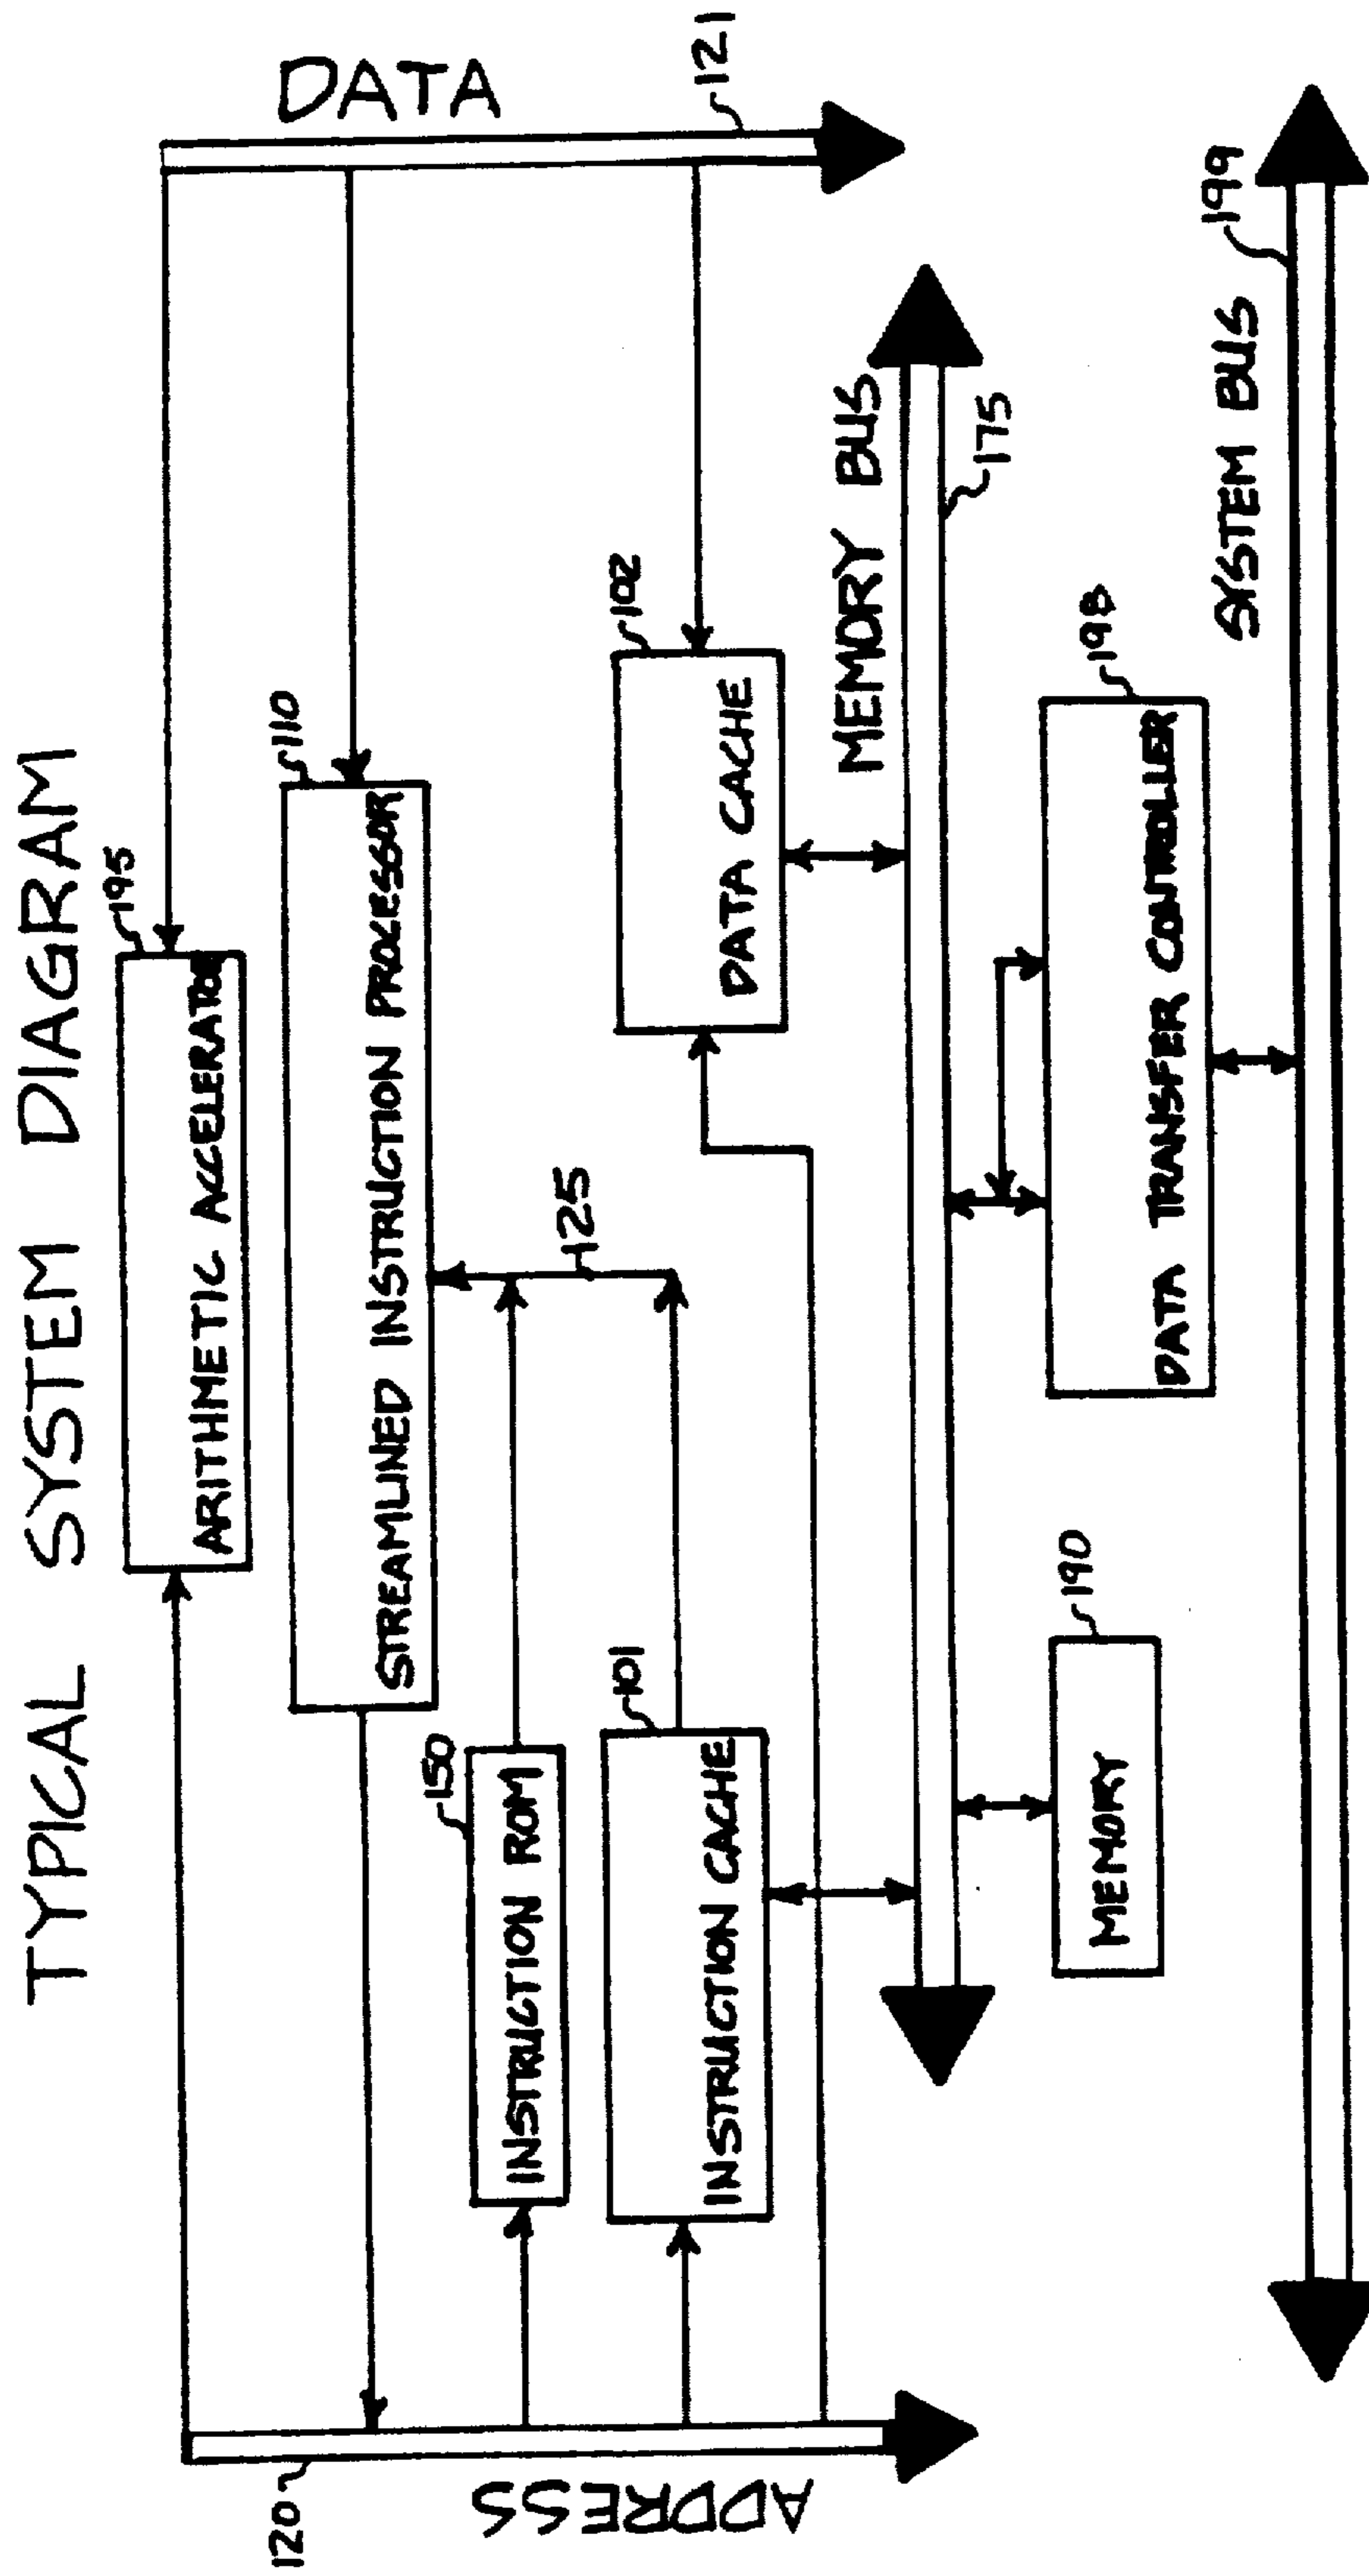 TYPICAL SYSTEM DIAGRAM
195
ARITHMETIC ACCELERATOR
DATA
110
STREAMLINED INSTRUCTION PROCESSOR
120
ADDRESS
150
INSTRUCTION ROM
125
101
INSTRUCTION CACHE
102
DATA CACHE
121
MEMORY BUS
175
190
MEMORY
198
DATA TRANSFER CONTROLLER
SYSTEM BUS
199